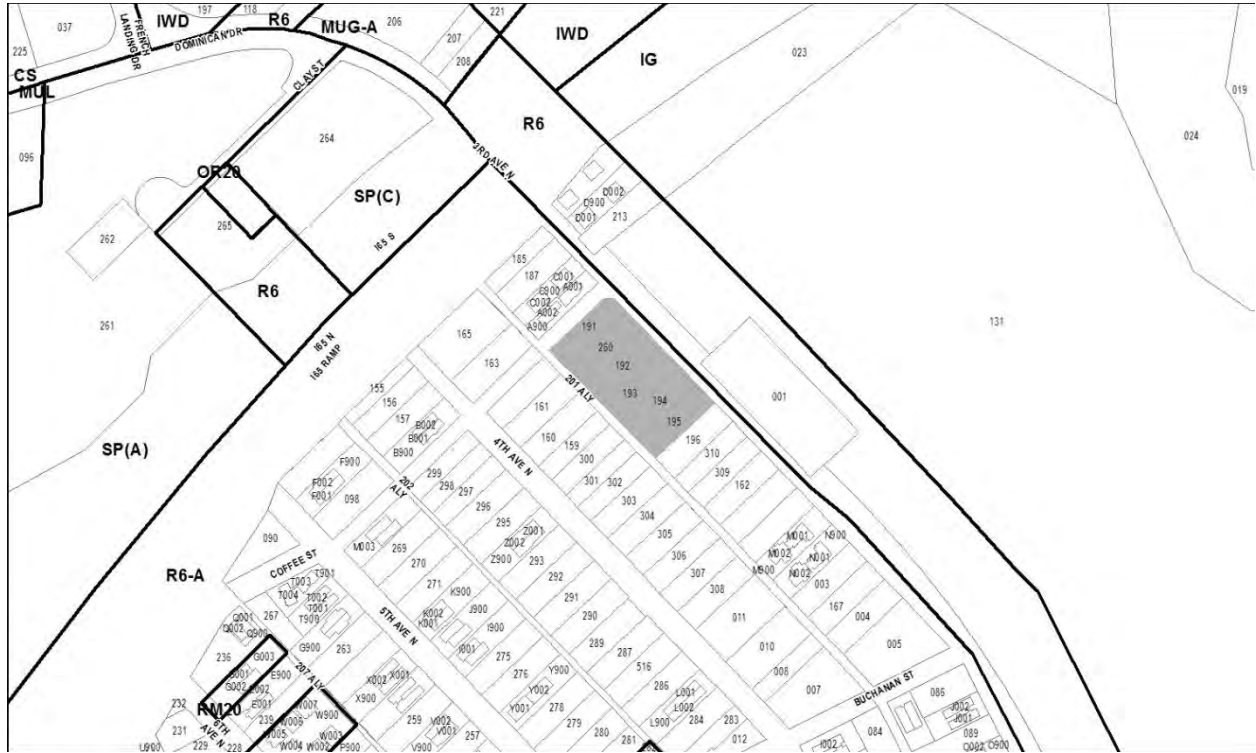 197
118
IWD
R6
206
221
037
FRENCH
LANDING DR
MUG-A
207
IWD
225
DOMINICAN DR
208
IG
023
CS
MUL
CLAY ST
019
264
R6
024
096
3RD AVE N
OR20
SP(C)
D002
D900
D001
213
265
262
I65 S
185
187
C001
C900
A001
C002
A002
A900
R6
261
191
131
I65 N
I65 RAMP
165
163
260
192
193
194
195
001
155
156
157
201 ALY
161
B002
B001
B900
160
159
300
301
302
303
304
305
306
307
308
196
310
309
162
4TH AVE N
SP(A)
F900
F002
F001
098
202
ALY
299
298
297
296
295
Z001
Z002
Z900
293
292
291
290
289
287
516
286
M001
N900
M002
N001
M900
N002
003
167
004
005
090
M003
269
270
271
COFFEE ST
R6-A
T003
T901
T004
T002
T001
T900
K900
K002
K001
J900
I900
I001
275
276
5TH AVE N
011
010
008
007
BUCHANAN ST
Q001
Q002
Q900
267
236
G003
G900
263
G001
G002
E900
E002
E001
207 ALY
X002
X001
X900
Y900
Y002
Y001
278
279
280
281
L001
L002
L900
284
283
012
086
084
J002
J001
089
I002
O002
O900
232
RM20
6TH
AVE N
231
229
228
U900
239
W007
W900
W006
W005
W004
W003
W002
P900
259
V002
V001
V900
257